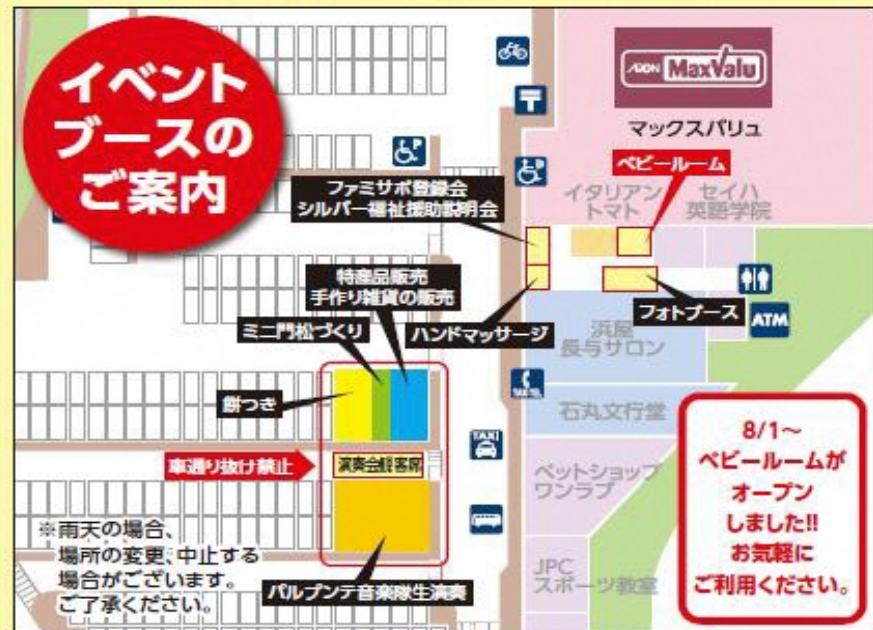 イベント
ブースの
ご案内
AEON MaxValu
マックスバリュ
ベビールーム
イタリアン
トマト
セイハ
英語学院
ファミサポ登録会
シルバー福祉援助説明会
特産品販売
手作り雑貨の販売
ミニ門松づくり
ハンドマッサージ
フォトブース
ATM
浜屋
長与サロン
餅つき
石丸文行堂
TAXI
車通り抜け禁止
演奏会観客席
ペットショップ
ワンラブ
8/1～
ベビールームが
オープン
しました!!
お気軽に
ご利用ください。
※雨天の場合、
場所の変更、中止する
場合がございます。
ご了承ください。
パルプンテ音楽隊生演奏
JPC
スポーツ教室